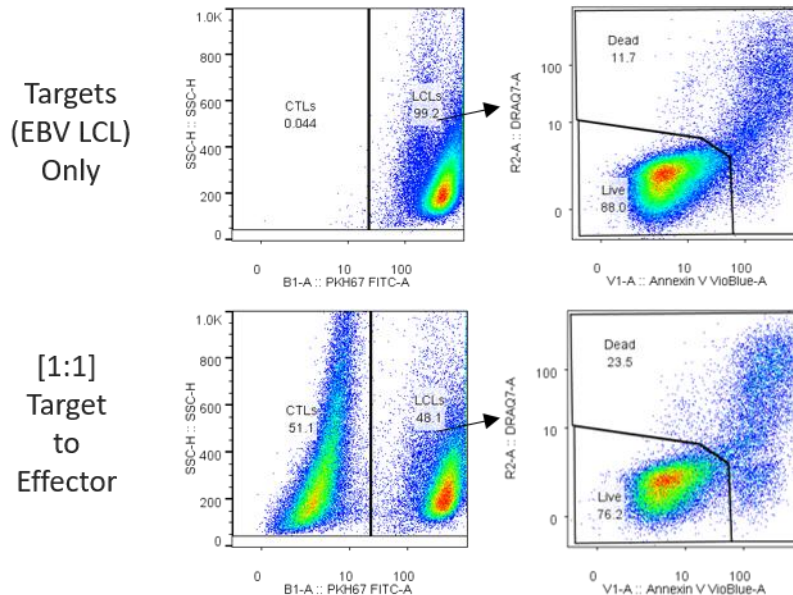 Targets
(EBV LCL)
Only
1.0K
800
600
400
200
0
SSC-H :: SSC-H
CTLs
0.044
LCLs
99.2
0
10
100
B1-A :: PKH67 FITC-A
100
10
0
R2-A :: DRAQ7-A
Dead
11.7
Live
88.0
0
10
100
V1-A :: Annexin V VioBlue-A
[1:1]
Target
to
Effector
1.0K
800
600
400
200
0
SSC-H :: SSC-H
CTLs
51.1
LCLs
48.1
0
10
100
B1-A :: PKH67 FITC-A
100
10
0
R2-A :: DRAQ7-A
Dead
23.5
Live
76.2
0
10
100
V1-A :: Annexin V VioBlue-A